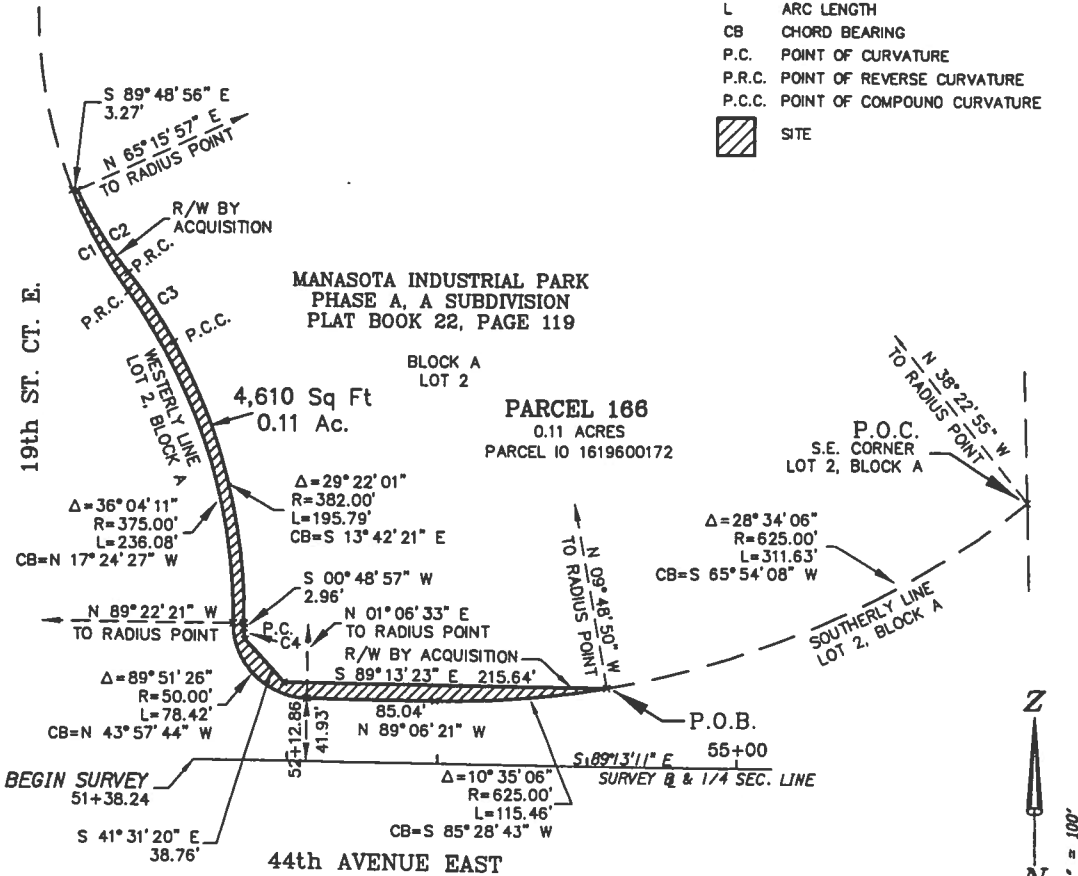 L ARC LENGTH
CB CHORD BEARING
P.C. POINT OF CURVATURE
P.R.C. POINT OF REVERSE CURVATURE
P.C.C. POINT OF COMPOUND CURVATURE
SITE
S 89°48'56" E
3.27'
N 65°15'57" E
TO RADIUS POINT
R/W BY
ACQUISITION
C1
C2
P.R.C.
P.R.C.
C3
P.C.C.
19th ST. CT. E.
WESTERLY LINE
LOT 2, BLOCK A
MANASOTA INDUSTRIAL PARK
PHASE A, A SUBDIVISION
PLAT BOOK 22, PAGE 119
BLOCK A
LOT 2
4,610 Sq Ft
0.11 Ac.
PARCEL 166
0.11 ACRES
PARCEL ID 1619600172
N 38°22'55" W
TO RADIUS POINT
P.O.C.
S.E. CORNER
LOT 2, BLOCK A
Δ=36°04'11"
R=375.00'
L=236.08'
CB=N 17°24'27" W
Δ=29°22'01"
R=382.00'
L=195.79'
CB=S 13°42'21" E
Δ=28°34'06"
R=625.00'
L=311.63'
CB=S 65°54'08" W
SOUTHERLY LINE
LOT 2, BLOCK A
N 89°22'21" W
TO RADIUS POINT
S 00°48'57" W
2.96'
P.C.
C4
N 01°06'33" E
TO RADIUS POINT
N 09°48'50" W
TO RADIUS POINT
R/W BY ACQUISITION
S 89°13'23" E 215.64'
Δ=89°51'26"
R=50.00'
L=78.42'
CB=N 43°57'44" W
85.04'
N 89°06'21" W
P.O.B.
52+12.86
41.93'
BEGIN SURVEY
51+38.24
S 89°13'11" E
55+00
SURVEY ℄ & 1/4 SEC. LINE
Δ=10°35'06"
R=625.00'
L=115.46'
CB=S 85°28'43" W
S 41°31'20" E
38.76'
44th AVENUE EAST
N
= 100'